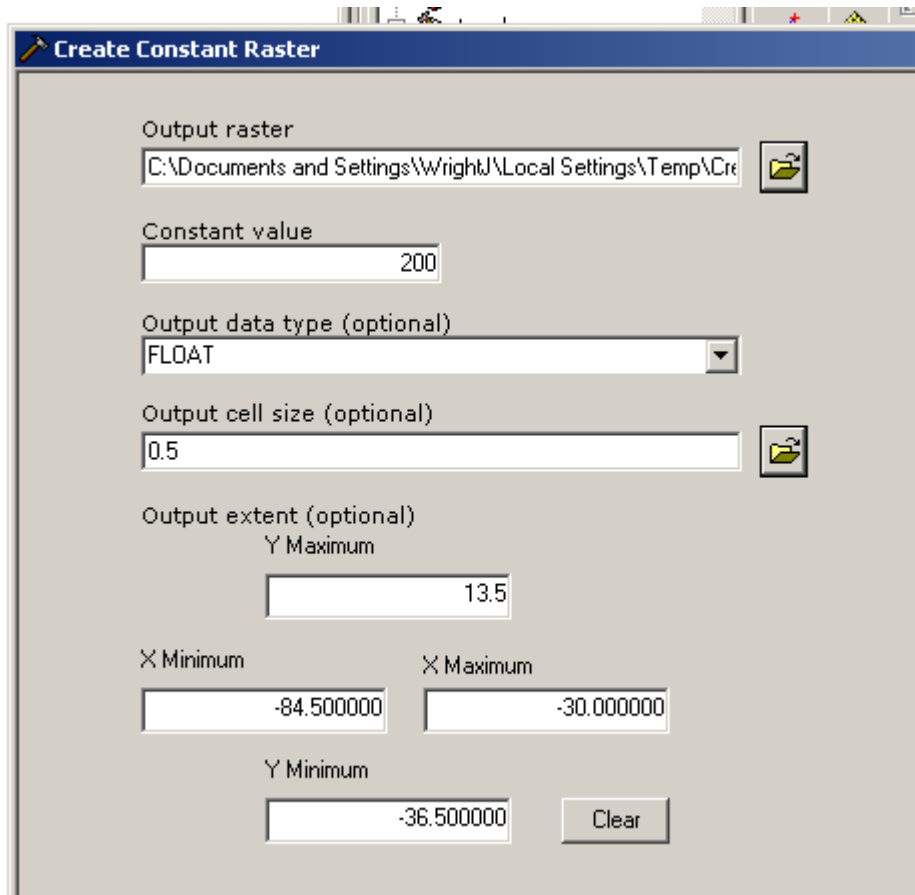 Create Constant Raster
Output raster
C:\Documents and Settings\WrightJ\Local Settings\Temp\Cre
Constant value
200
Output data type (optional)
FLOAT
Output cell size (optional)
0.5
Output extent (optional)
Y Maximum
13.5
X Minimum
X Maximum
-84.500000
-30.000000
Y Minimum
-36.500000
Clear